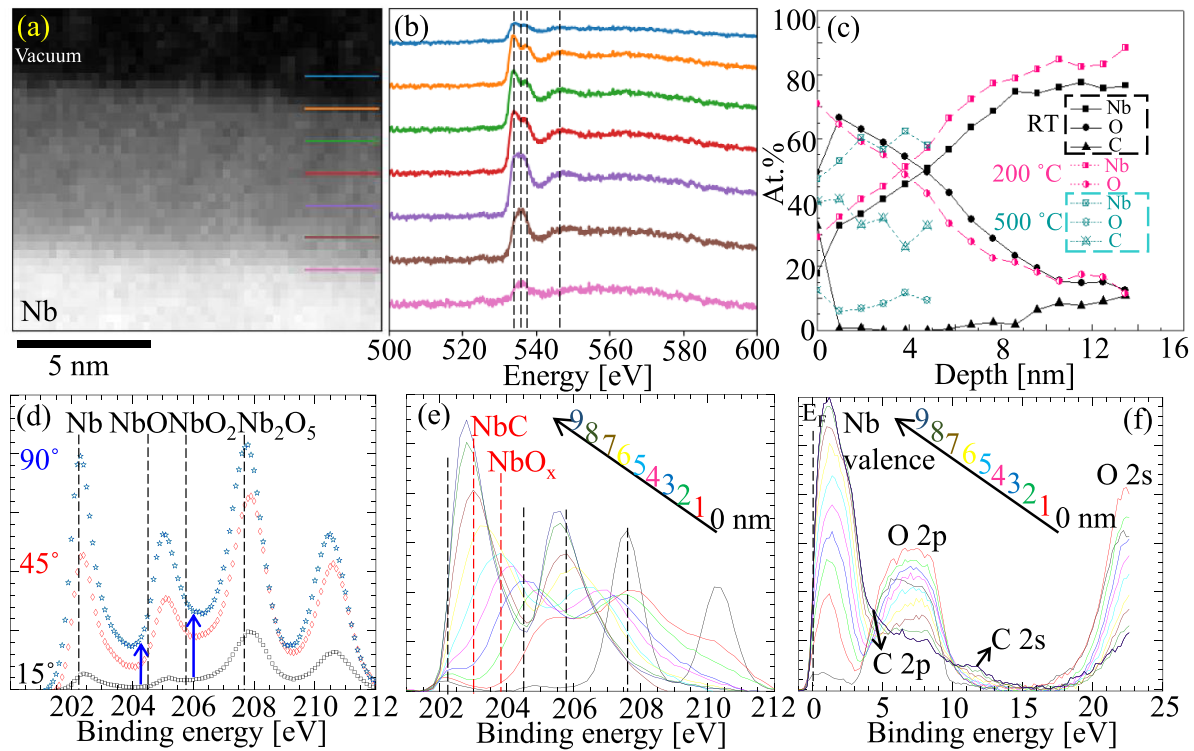 (a)
Vacuum
Nb
5 nm
(b)
500 520 540 560 580 600
Energy [eV]
(c)
At.%
100
80
60
40
20
0
RT
Nb
O
C
200 ˚C
Nb
O
500 ˚C
Nb
O
C
0 4 8 12 16
Depth [nm]
(d)
Nb NbO NbO₂ Nb₂O₅
90˚
45˚
15˚
202 204 206 208 210 212
Binding energy [eV]
(e)
NbC
NbOₓ
9
8
7
6
5
4
3
2
1
0 nm
202 204 206 208 210 212
Binding energy [eV]
(f)
E_F
Nb
valence
9
8
7
6
5
4
3
2
1
0 nm
O 2s
O 2p
C 2p
C 2s
0 5 10 15 20 25
Binding energy [eV]